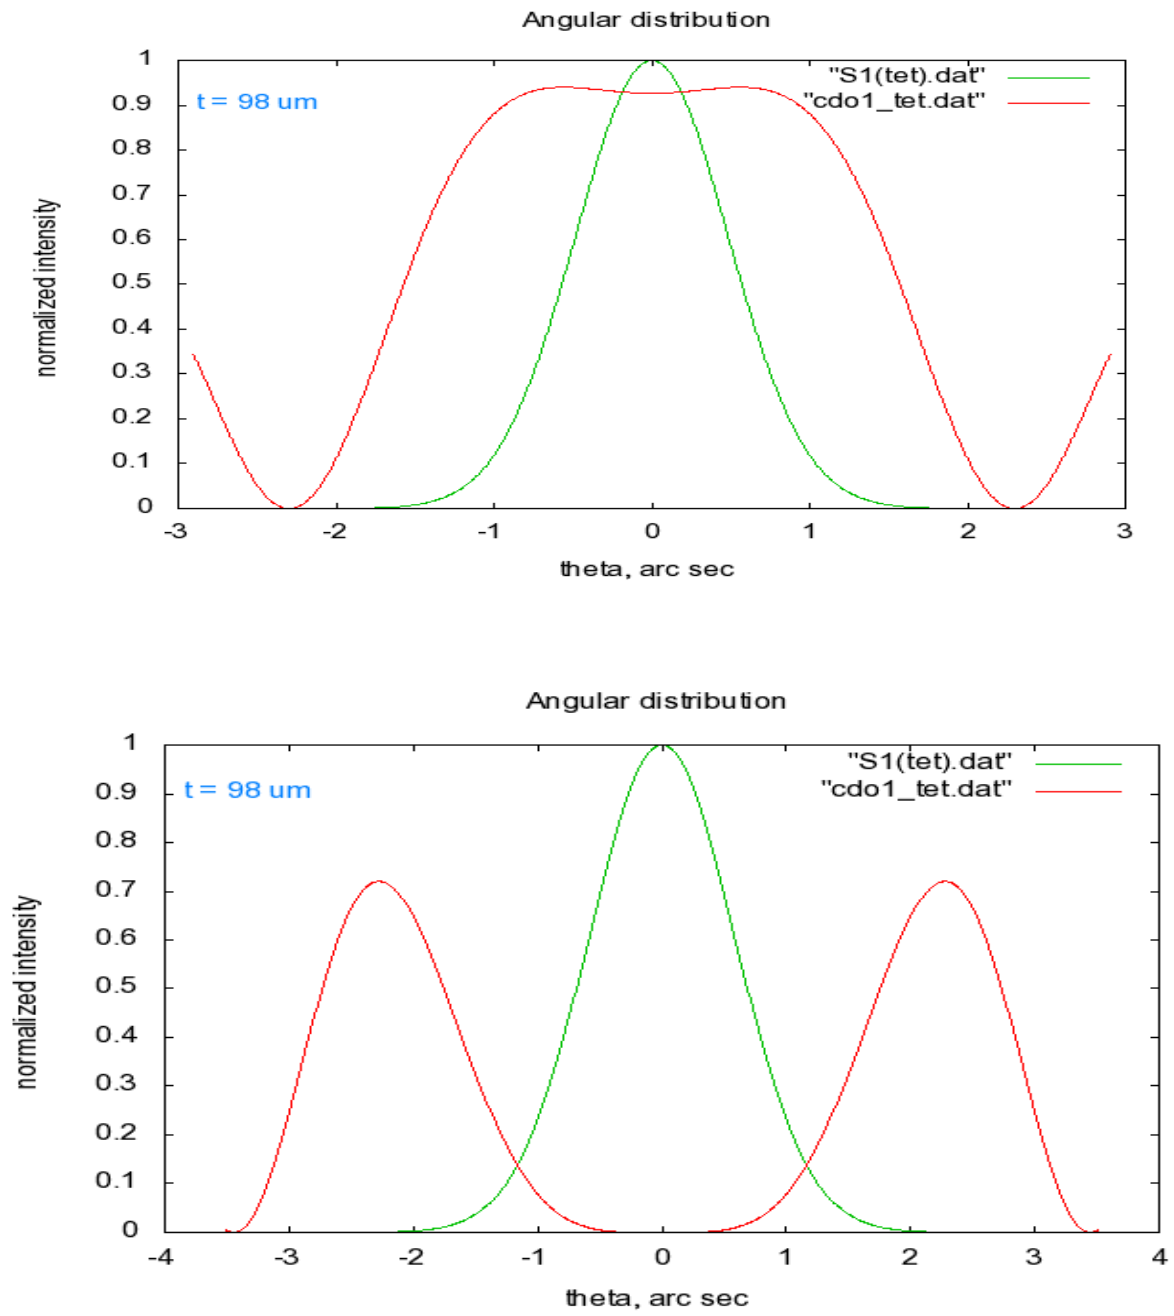 Angular distribution
"S1(tet).dat"
t = 98 um
"cdo1_tet.dat"
normalized intensity
1
0.9
0.8
0.7
0.6
0.5
0.4
0.3
0.2
0.1
0
-3 -2 -1 0 1 2 3
theta, arc sec
Angular distribution
"S1(tet).dat"
t = 98 um
"cdo1_tet.dat"
normalized intensity
1
0.9
0.8
0.7
0.6
0.5
0.4
0.3
0.2
0.1
0
-4 -3 -2 -1 0 1 2 3 4
theta, arc sec